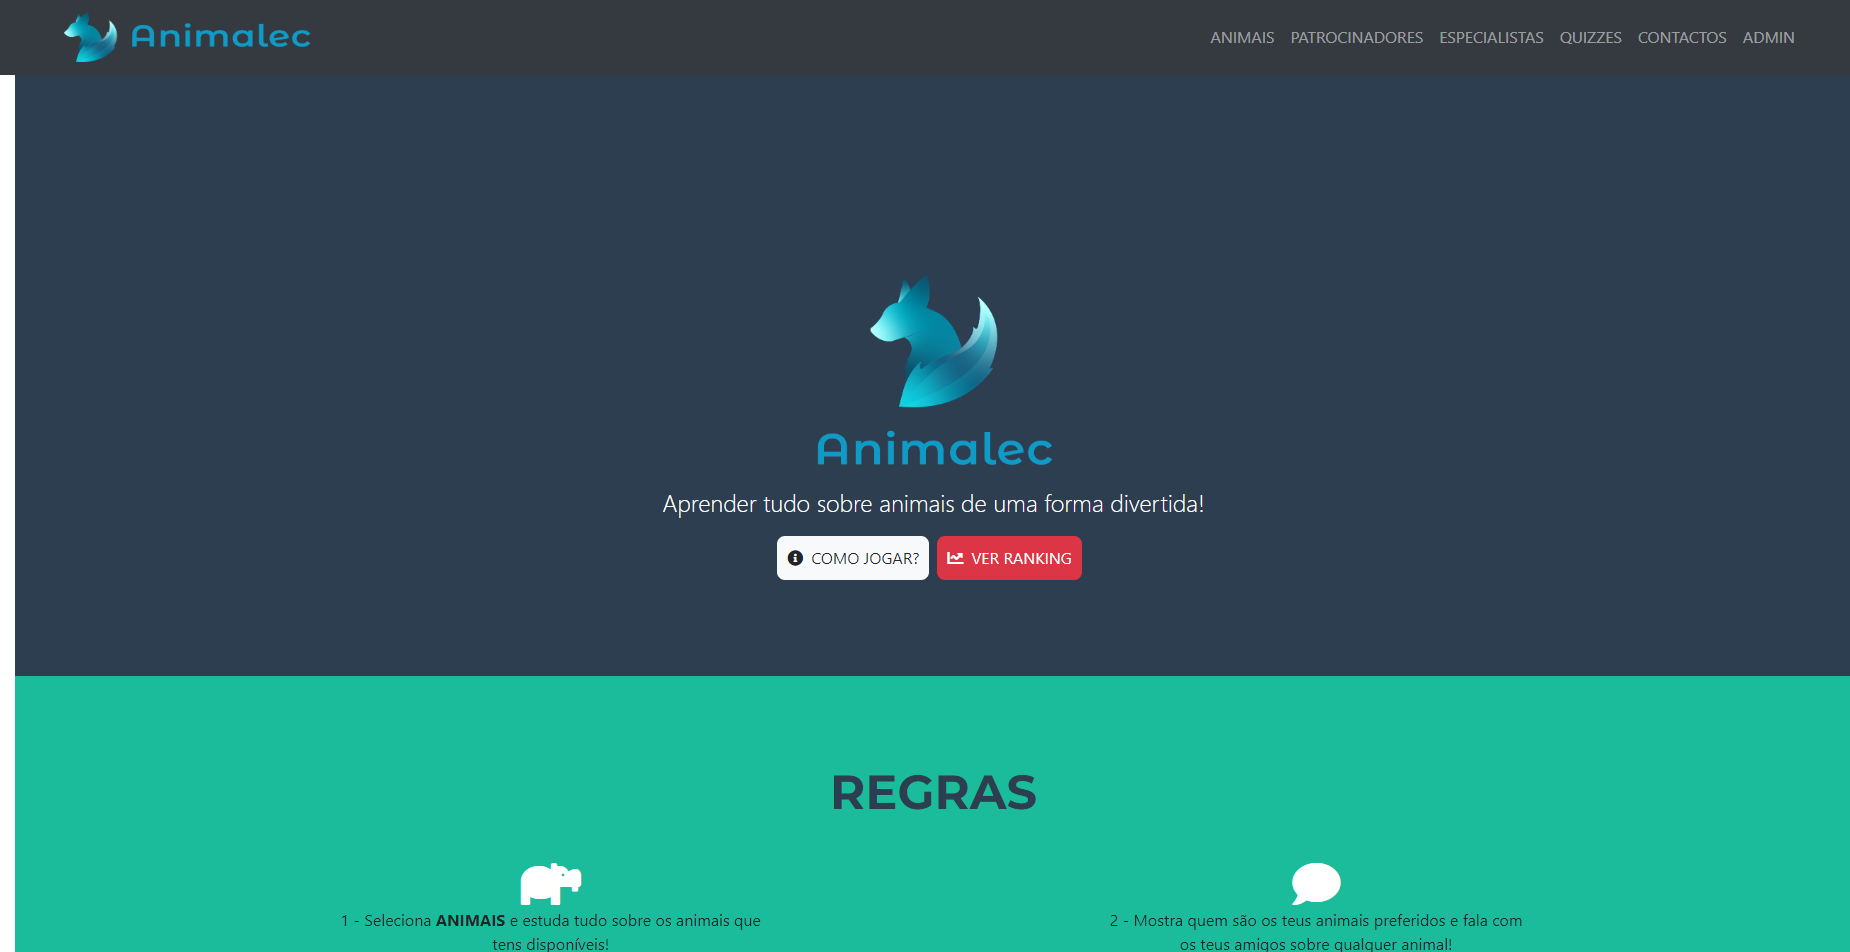 Animalec
ANIMAIS PATROCINADORES ESPECIALISTAS QUIZZES CONTACTOS ADMIN
Animalec
Aprender tudo sobre animais de uma forma divertida!
COMO JOGAR? VER RANKING
REGRAS
1 - Seleciona ANIMAIS e estuda tudo sobre os animais que
tens disponíveis!
2 - Mostra quem são os teus animais preferidos e fala com
os teus amigos sobre qualquer animal!